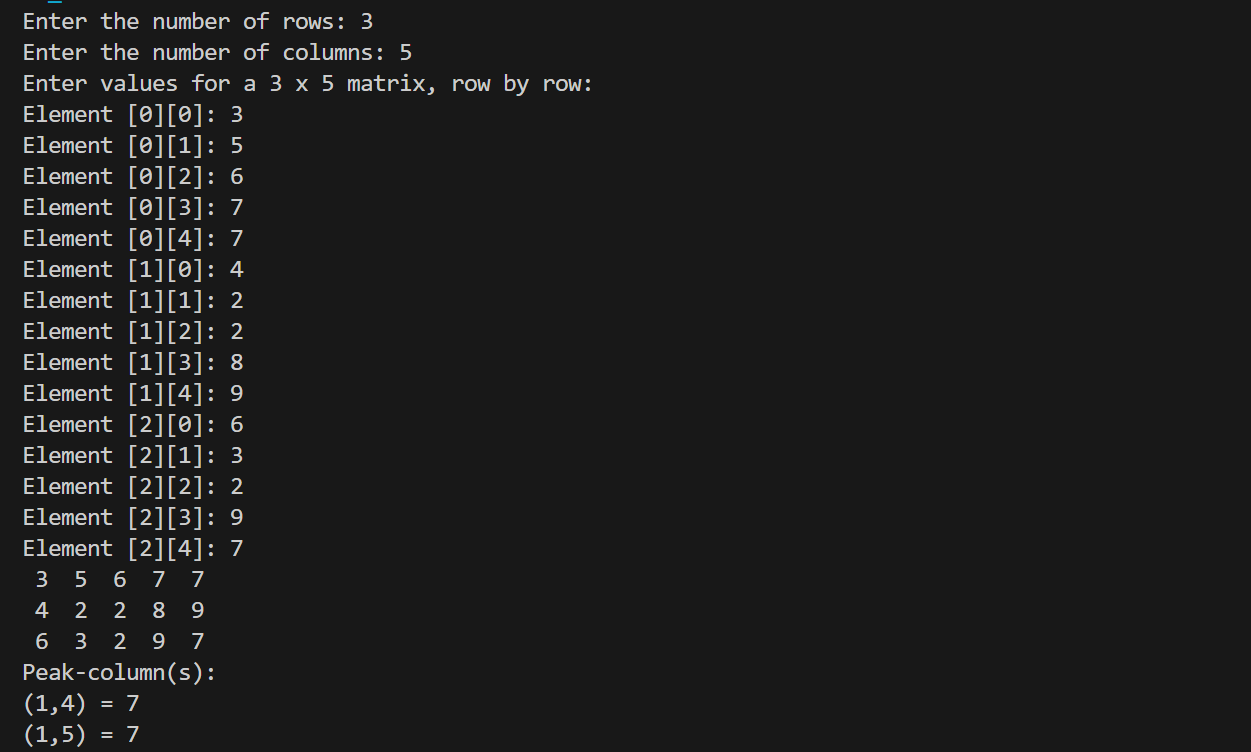 Enter the number of rows: 3
Enter the number of columns: 5
Enter values for a 3 x 5 matrix, row by row:
Element [0][0]: 3
Element [0][1]: 5
Element [0][2]: 6
Element [0][3]: 7
Element [0][4]: 7
Element [1][0]: 4
Element [1][1]: 2
Element [1][2]: 2
Element [1][3]: 8
Element [1][4]: 9
Element [2][0]: 6
Element [2][1]: 3
Element [2][2]: 2
Element [2][3]: 9
Element [2][4]: 7
 3  5  6  7  7
 4  2  2  8  9
 6  3  2  9  7
Peak-column(s):
(1,4) = 7
(1,5) = 7